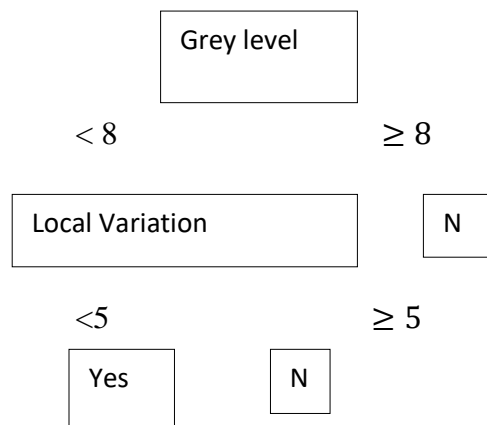 Grey level
< 8
≥ 8
Local Variation
N
<5
≥ 5
Yes
N